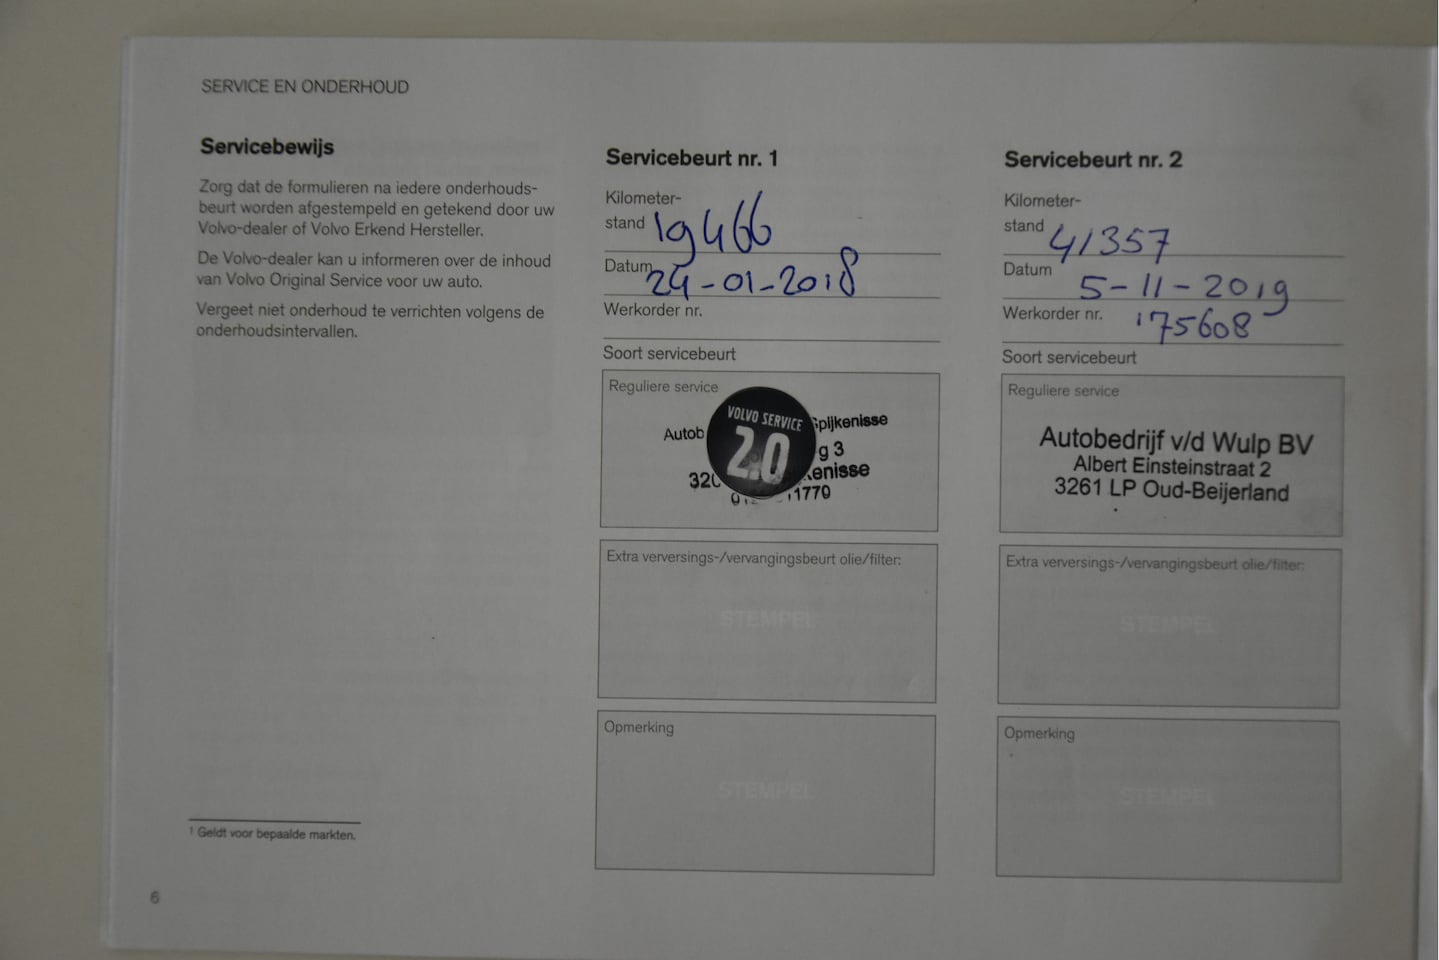 SERVICE EN ONDERHOUD
Servicebewijs
Zorg dat de formulieren na iedere onderhouds-
beurt worden afgestempeld en getekend door uw
Volvo-dealer of Volvo Erkend Hersteller.
De Volvo-dealer kan u informeren over de inhoud
van Volvo Original Service voor uw auto.
Vergeet niet onderhoud te verrichten volgens de
onderhoudsintervallen.
1 Geldt voor bepaalde markten.
6
Servicebeurt nr. 1
Kilometer-
stand 19466
Datum 24-01-2018
Werkorder nr.
Soort servicebeurt
Reguliere service
VOLVO SERVICE
2.0
Autob Spijkenisse
g 3
320 kenisse
1770
Extra verversings-/vervangingsbeurt olie/filter:
STEMPEL
Opmerking
STEMPEL
Servicebeurt nr. 2
Kilometer-
stand 41357
Datum 5-11-2019
Werkorder nr. 175608
Soort servicebeurt
Reguliere service
Autobedrijf v/d Wulp BV
Albert Einsteinstraat 2
3261 LP Oud-Beijerland
Extra verversings-/vervangingsbeurt olie/filter:
STEMPEL
Opmerking
STEMPEL